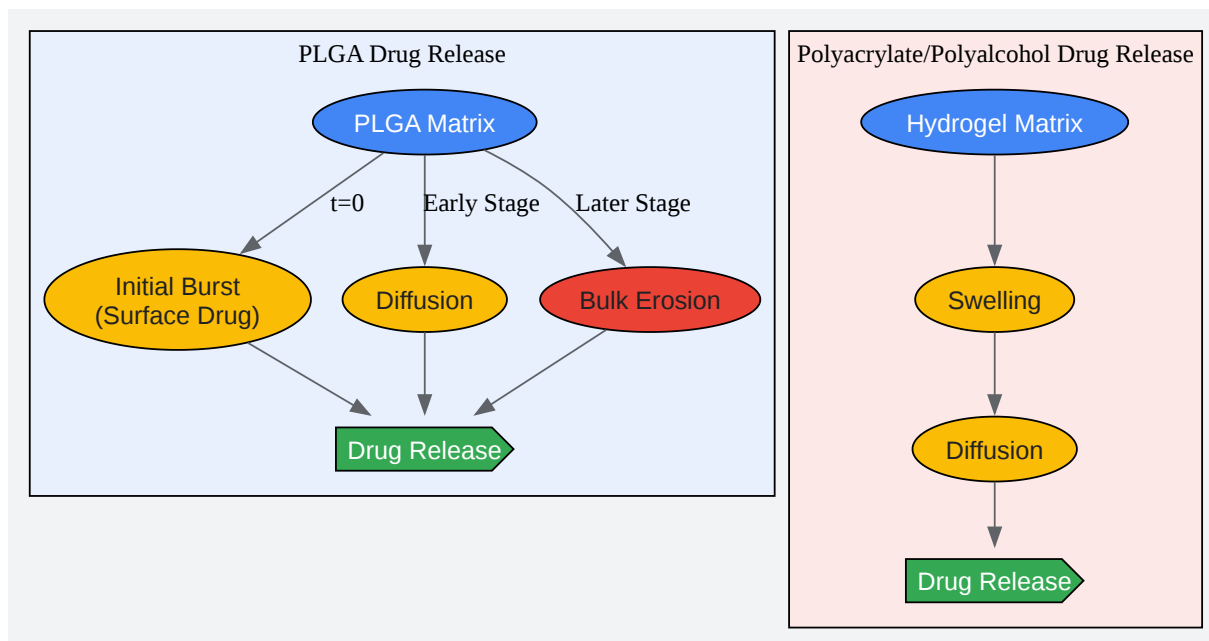 PLGA Drug Release
PLGA Matrix
t=0
Early Stage
Later Stage
Initial Burst
(Surface Drug)
Diffusion
Bulk Erosion
Drug Release
Polyacrylate/Polyalcohol Drug Release
Hydrogel Matrix
Swelling
Diffusion
Drug Release